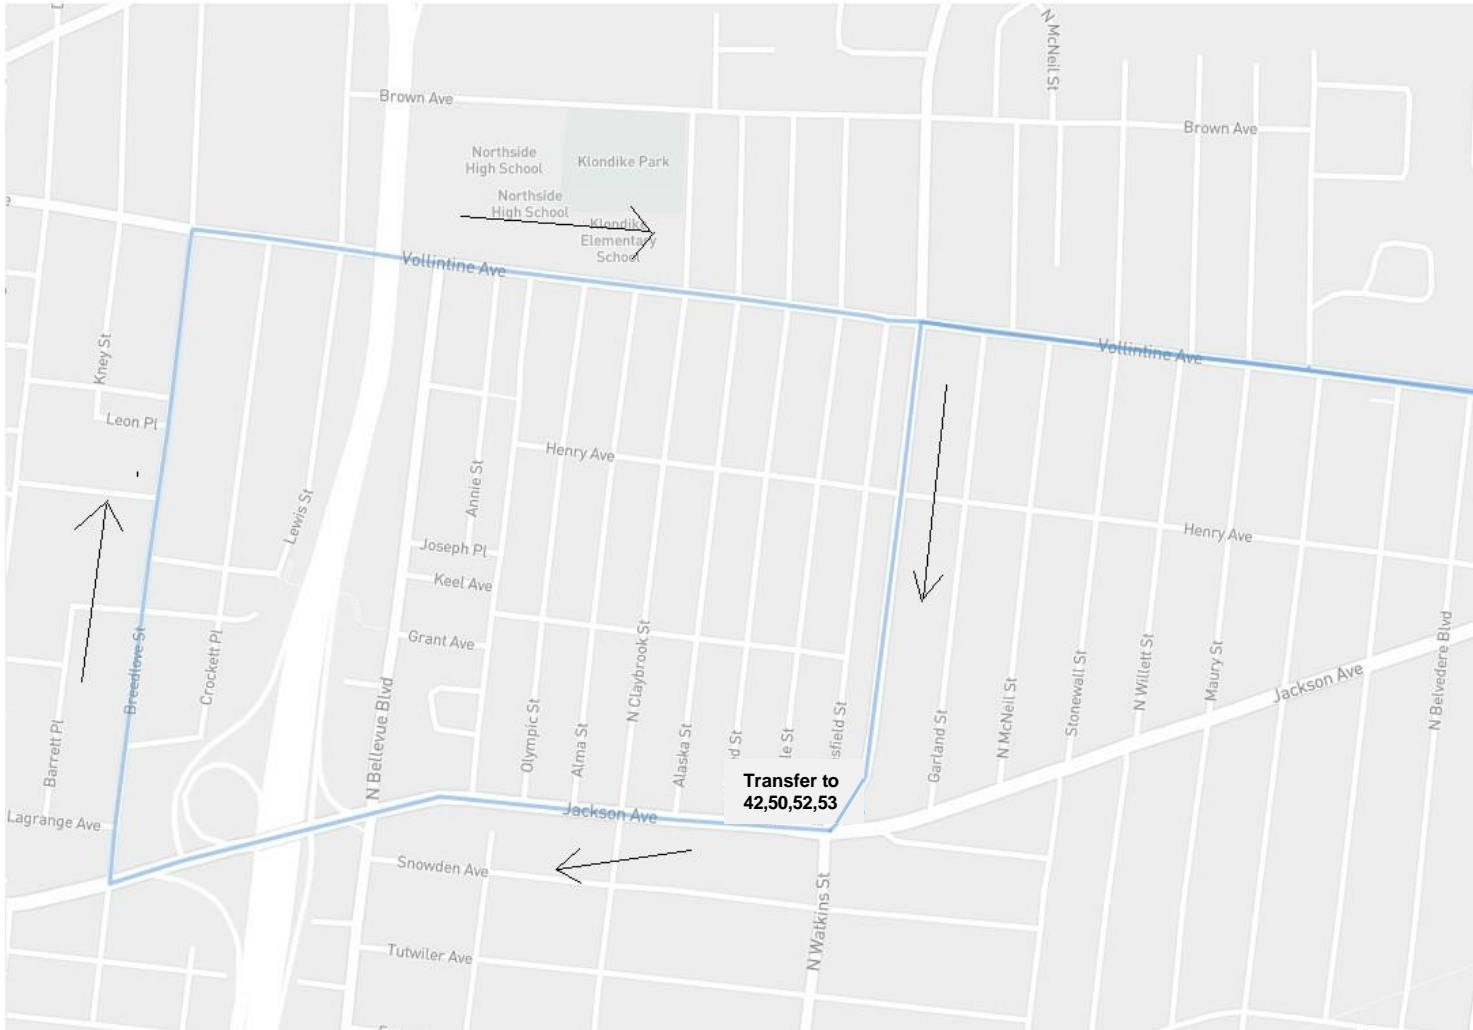 N McNeil St
Brown Ave
Brown Ave
Northside
High School
Klondike Park
Northside
High School
Klondike
Elementary
School
Vollintine Ave
Vollintine Ave
Kney St
Leon Pl
Henry Ave
Henry Ave
Annie St
Lewis St
Joseph Pl
Keel Ave
Grant Ave
Breedlove St
Crockett Pl
Barrett Pl
N Bellevue Blvd
Olympic St
Alma St
N Claybrook St
Alaska St
Garland St
N McNeil St
Stonewall St
N Willett St
Maury St
N Belvedere Blvd
Jackson Ave
Transfer to
42,50,52,53
Jackson Ave
Lagrange Ave
Snowden Ave
N Watkins St
Tutwiler Ave